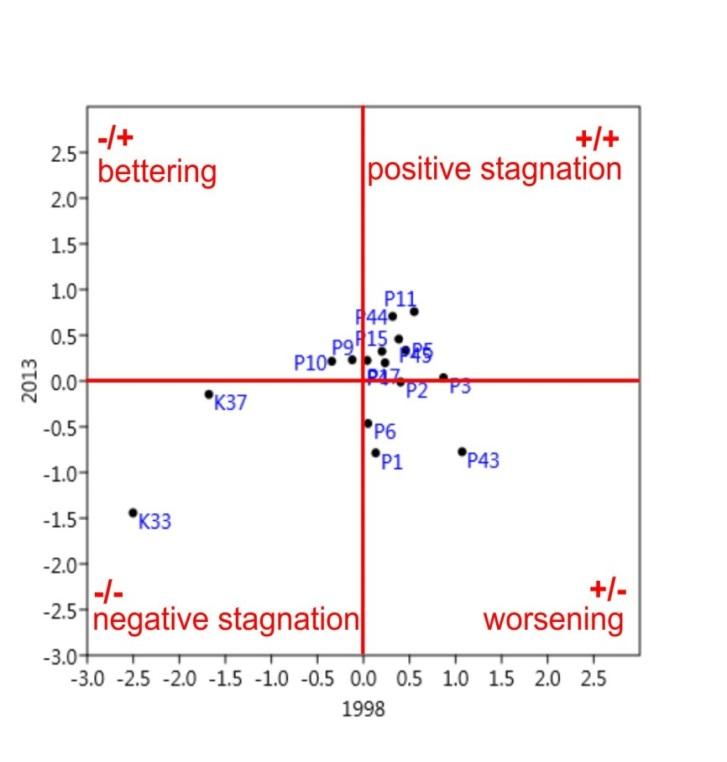 -/+
+/+
bettering
positive stagnation
2.5
2.0
1.5
1.0
0.5
0.0
-0.5
-1.0
-1.5
-2.0
-2.5
-3.0
2013
P11
P44
P15
P9
P5
P45
P10
P3
P2
K37
P6
P1
P43
K33
-/-
+/-
negative stagnation
worsening
-3.0 -2.5 -2.0 -1.5 -1.0 -0.5 0.0 0.5 1.0 1.5 2.0 2.5
1998